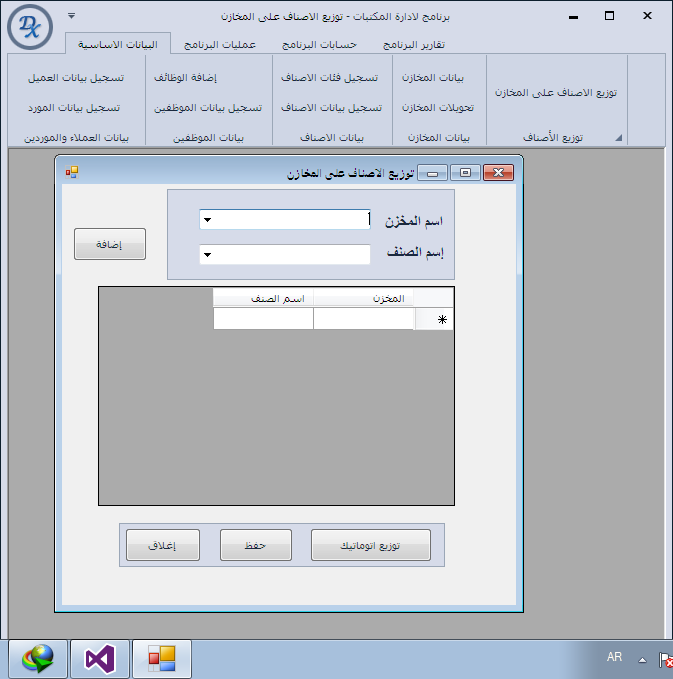 برنامج لادارة المكتبات - توزيع الاصناف على المخازن
DX
البيانات الاساسية
عمليات البرنامج
حسابات البرنامج
تقارير البرنامج
توزيع الاصناف على المخازن
توزيع الأصناف
بيانات المخازن
تحويلات المخازن
بيانات المخازن
تسجيل فئات الاصناف
تسجيل بيانات الاصناف
بيانات الاصناف
إضافة الوظائف
تسجيل بيانات الموظفين
بيانات الموظفين
تسجيل بيانات العميل
تسجيل بيانات المورد
بيانات العملاء والموردين
توزيع الاصناف على المخازن
اسم المخزن
إسم الصنف
إضافة
المخزن
اسم الصنف
توزيع اتوماتيك
حفظ
إغلاق
AR